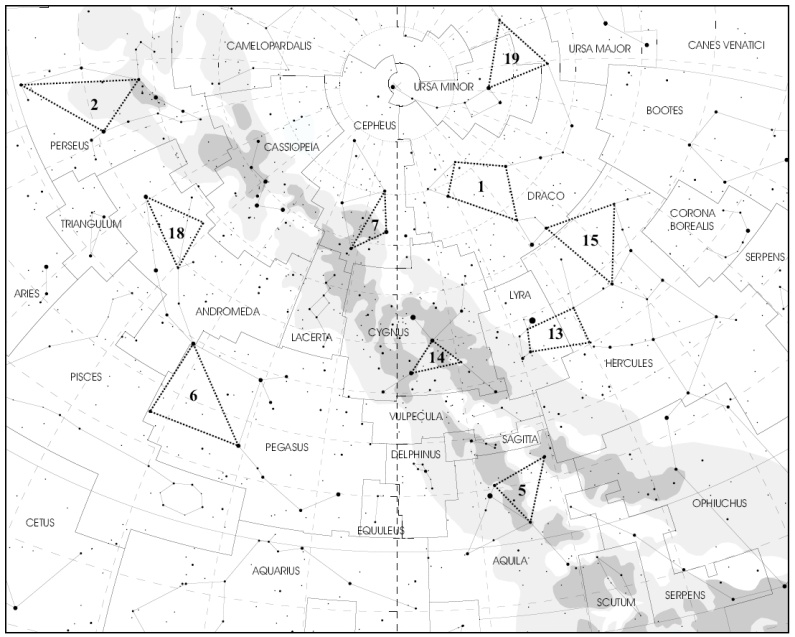 CAMELOPARDALIS
19
URSA MAJOR
CANES VENATICI
2
URSA MINOR
BOOTES
PERSEUS
CEPHEUS
CASSIOPEIA
1
DRACO
TRIANGULUM
18
7
CORONA
BOREALIS
15
SERPENS
ARIES
LYRA
ANDROMEDA
LACERTA
CYGNUS
13
14
HERCULES
PISCES
6
VULPECULA
PEGASUS
SAGITTA
DELPHINUS
5
OPHIUCHUS
CETUS
EQUULEUS
AQUARIUS
AQUILA
SCUTUM
SERPENS